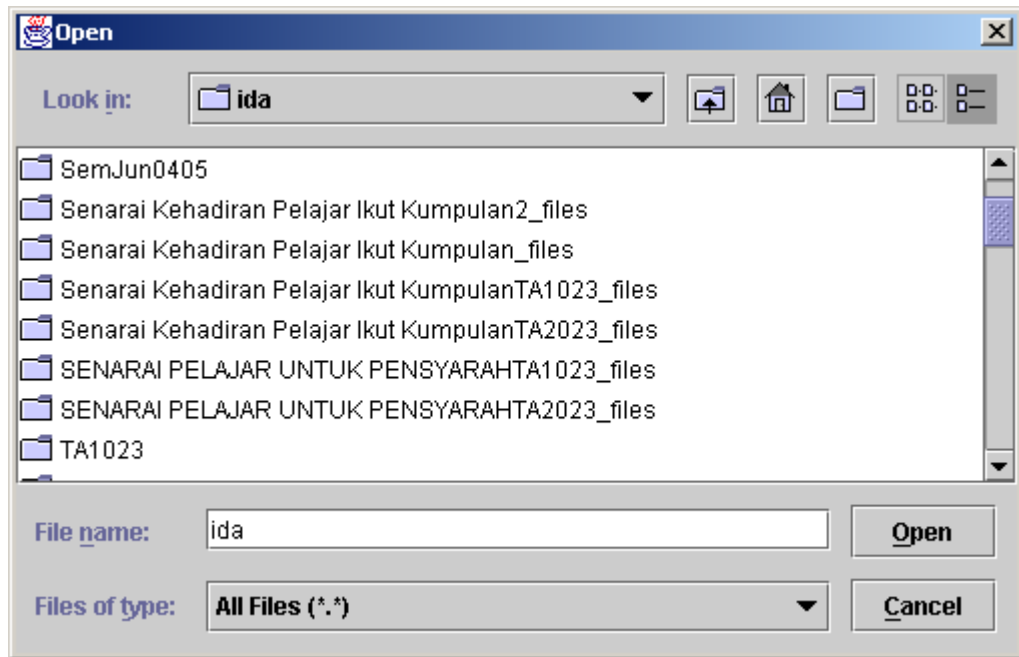 Open
Look in: ida
SemJun0405
Senarai Kehadiran Pelajar Ikut Kumpulan2_files
Senarai Kehadiran Pelajar Ikut Kumpulan_files
Senarai Kehadiran Pelajar Ikut KumpulanTA1023_files
Senarai Kehadiran Pelajar Ikut KumpulanTA2023_files
SENARAI PELAJAR UNTUK PENSYARAHTA1023_files
SENARAI PELAJAR UNTUK PENSYARAHTA2023_files
TA1023
File name: ida Open
Files of type: All Files (*.*) Cancel